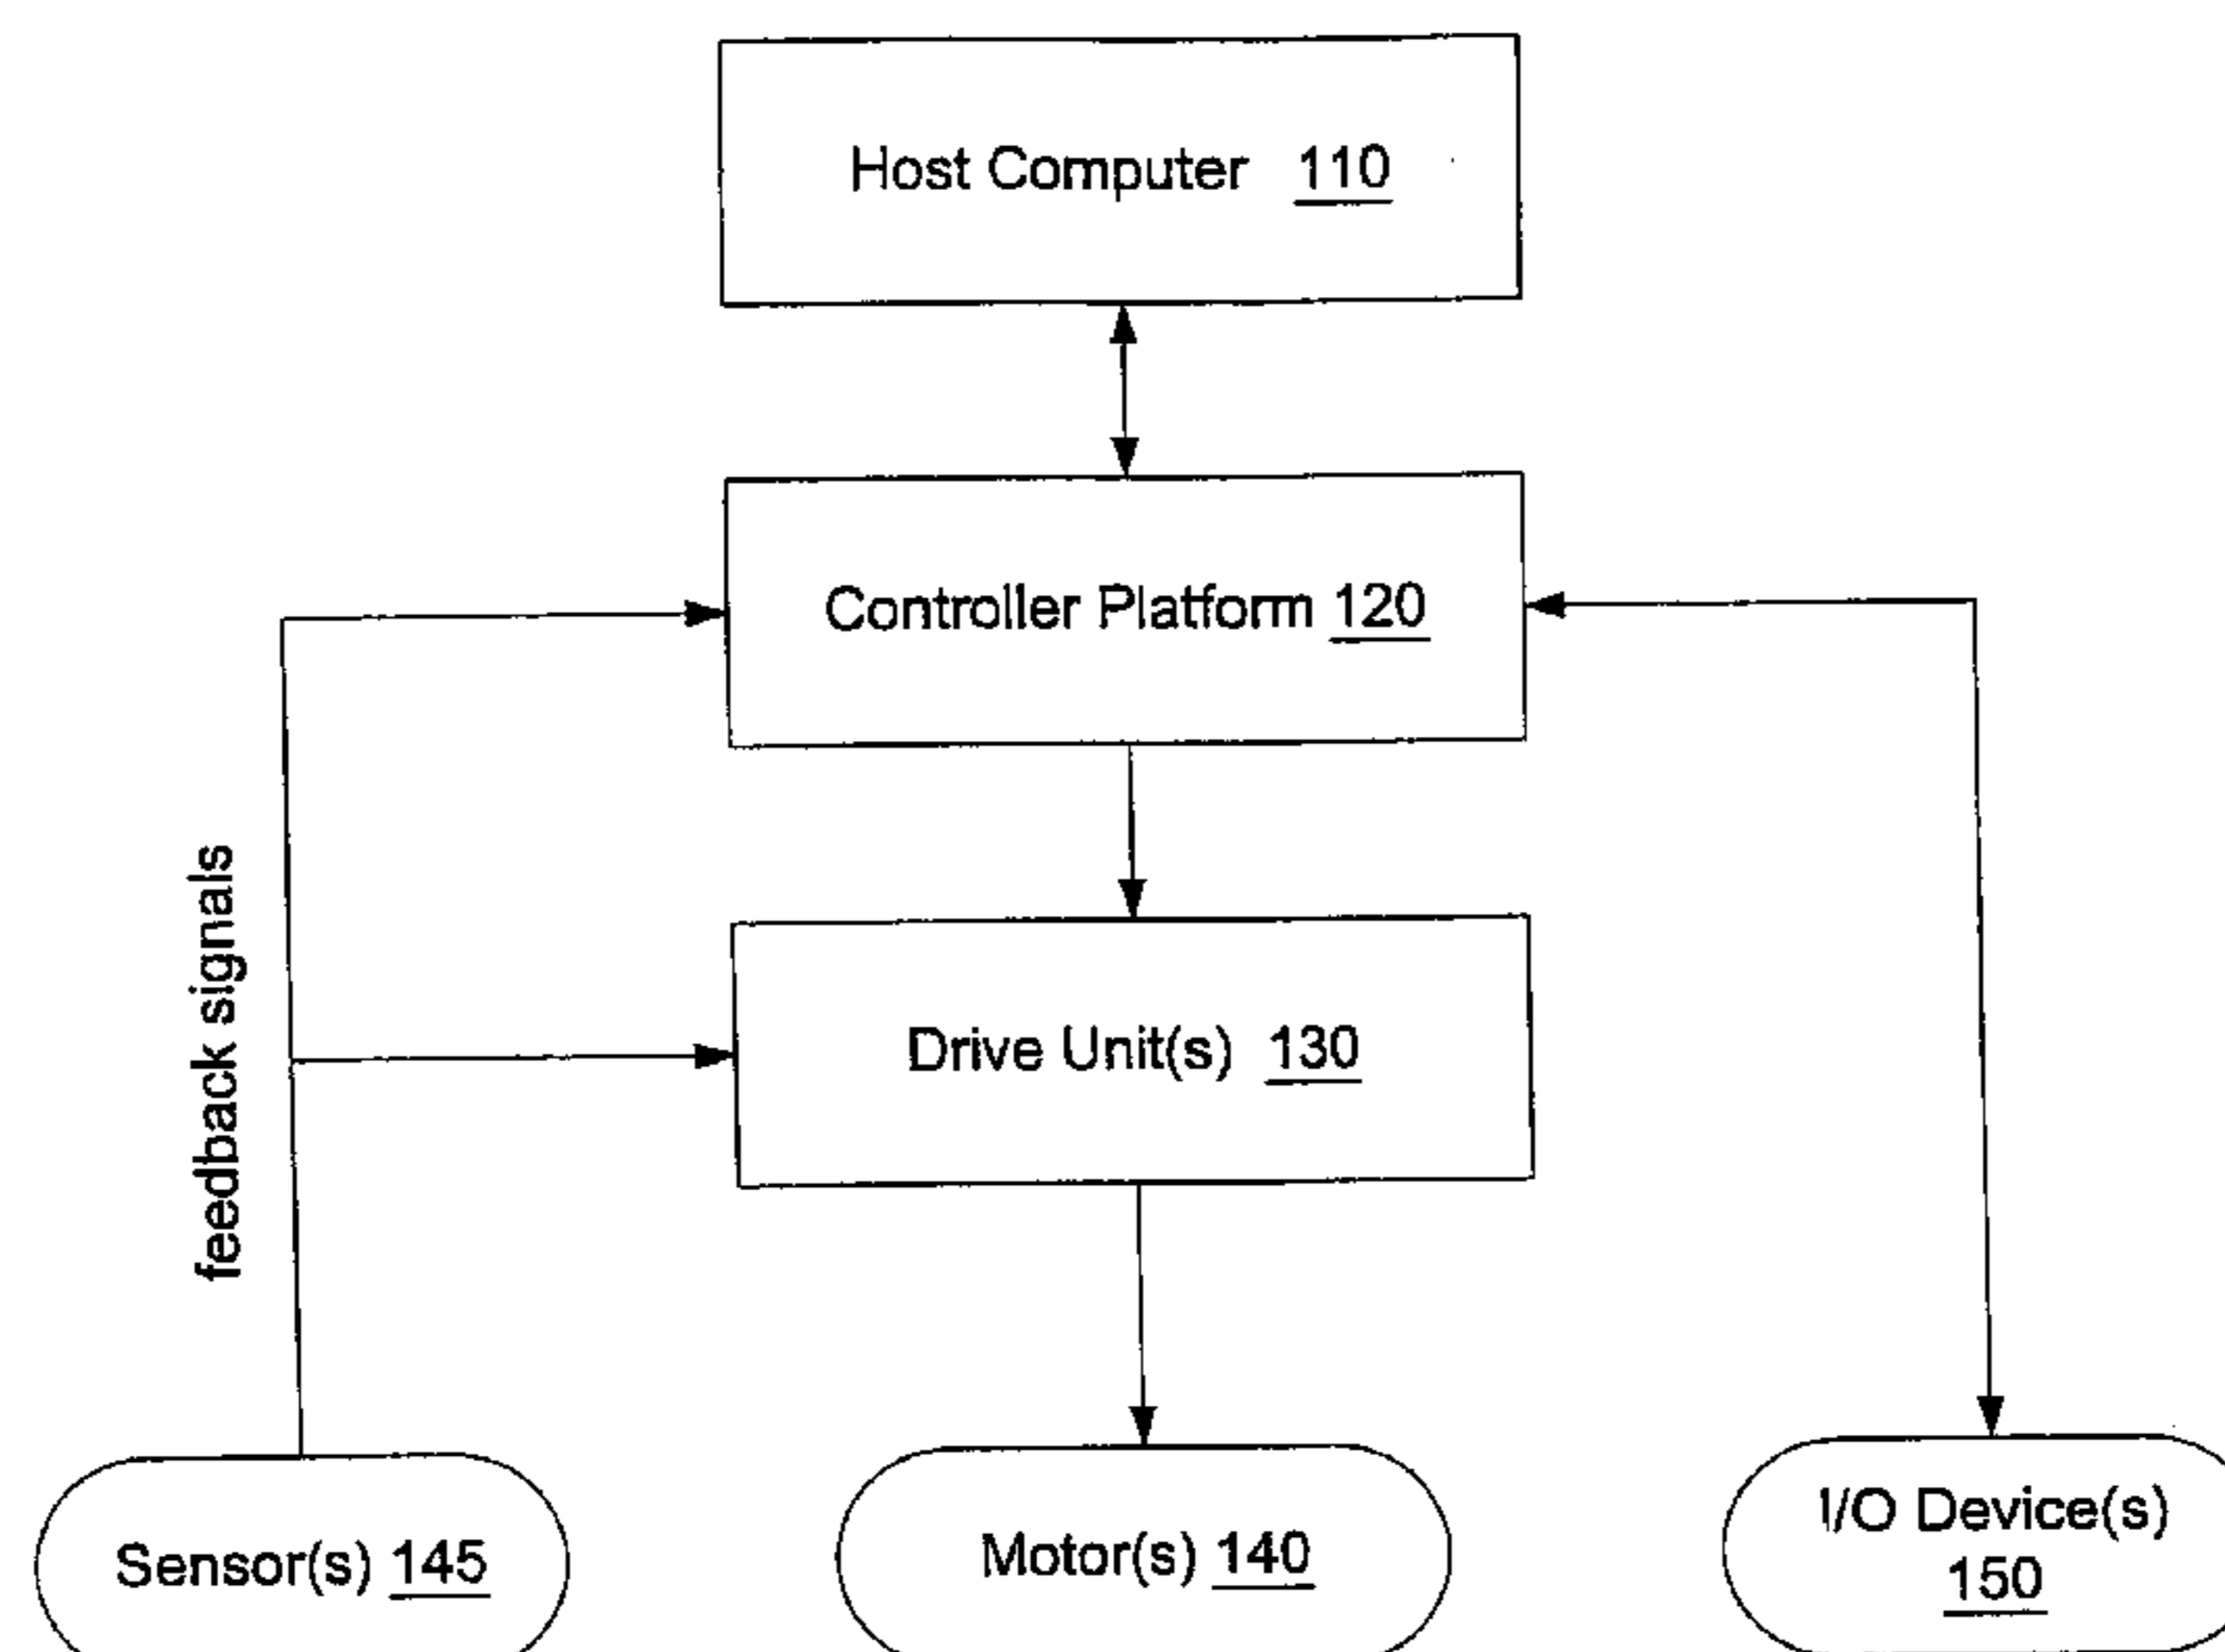 Host Computer 110
Controller Platform 120
feedback signals
Drive Unit(s) 130
Sensor(s) 145
Motor(s) 140
I/O Device(s)
150